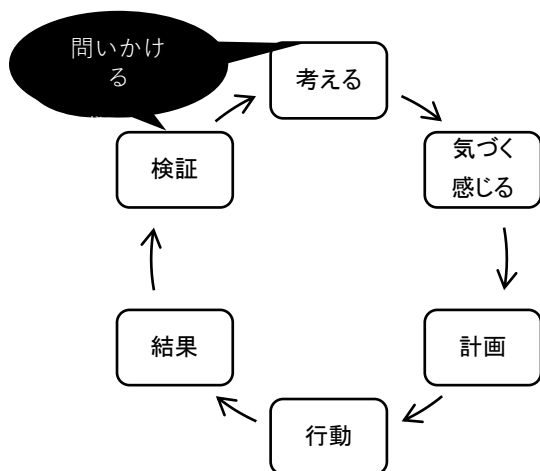 問いかけ
る
考える
気づく
感じる
計画
行動
結果
検証